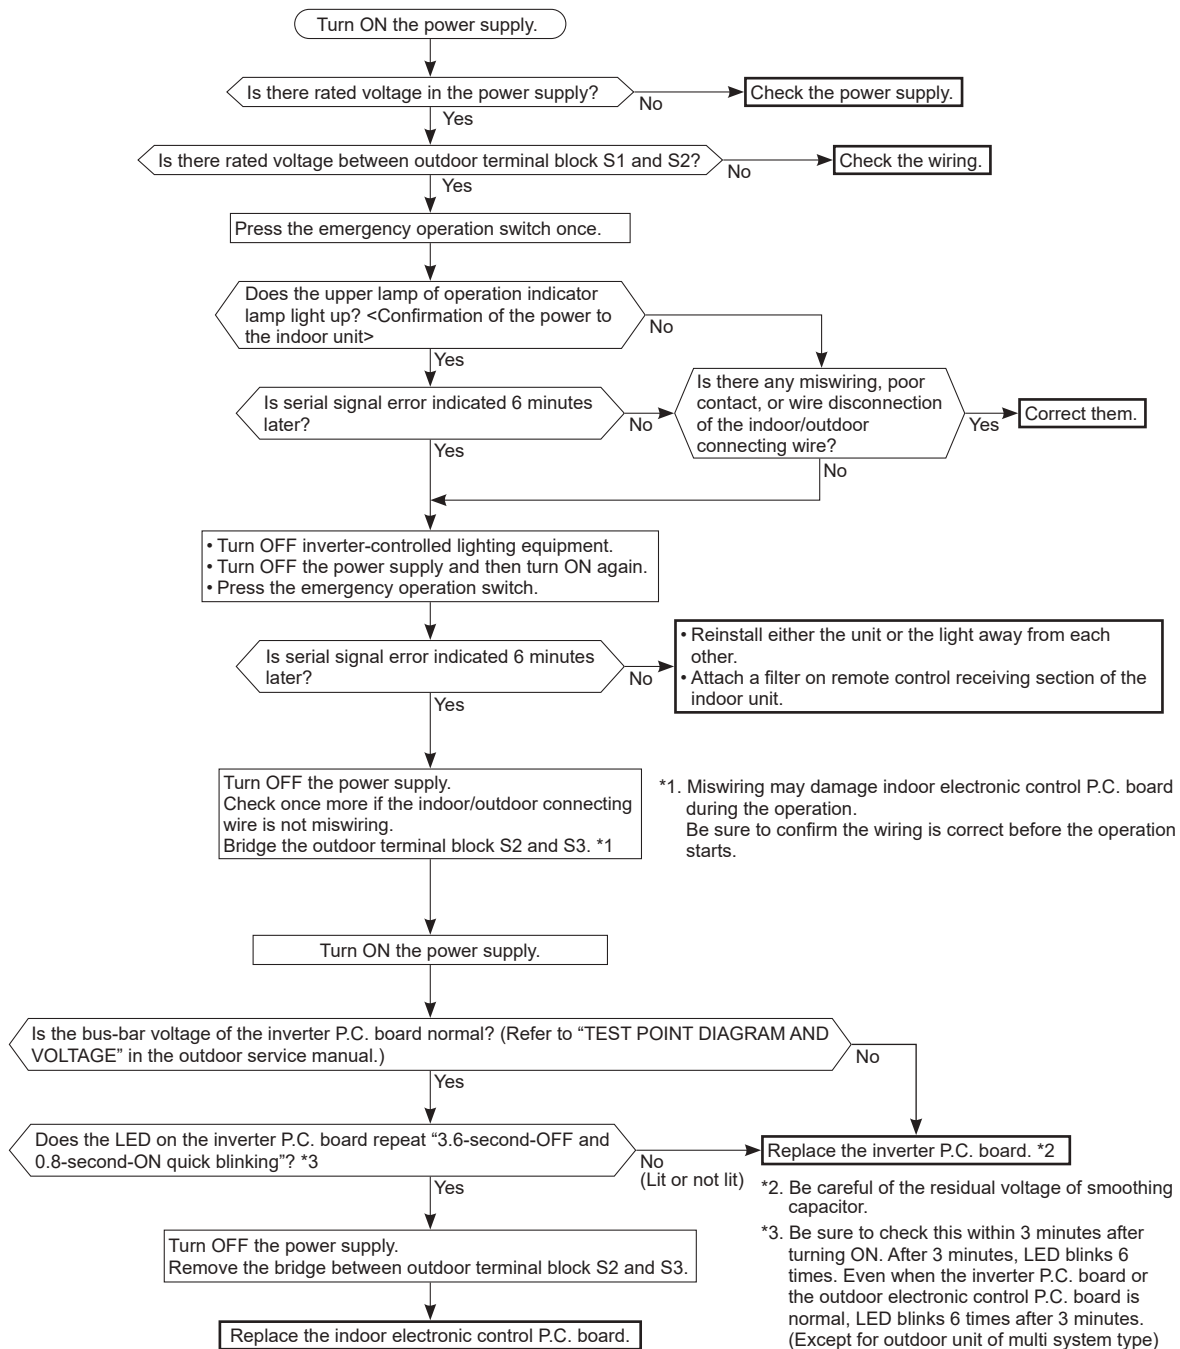 Turn ON the power supply.
Is there rated voltage in the power supply?
No
Check the power supply.
Yes
Is there rated voltage between outdoor terminal block S1 and S2?
No
Check the wiring.
Yes
Press the emergency operation switch once.
Does the upper lamp of operation indicator
lamp light up? <Confirmation of the power to
the indoor unit>
No
Yes
Is serial signal error indicated 6 minutes
later?
No
Is there any miswiring, poor
contact, or wire disconnection
of the indoor/outdoor
connecting wire?
Yes
Correct them.
Yes
No
• Turn OFF inverter-controlled lighting equipment.
• Turn OFF the power supply and then turn ON again.
• Press the emergency operation switch.
Is serial signal error indicated 6 minutes
later?
No
• Reinstall either the unit or the light away from each
other.
• Attach a filter on remote control receiving section of the
indoor unit.
Yes
Turn OFF the power supply.
Check once more if the indoor/outdoor connecting
wire is not miswiring.
Bridge the outdoor terminal block S2 and S3. *1
*1. Miswiring may damage indoor electronic control P.C. board
during the operation.
Be sure to confirm the wiring is correct before the operation
starts.
Turn ON the power supply.
Is the bus-bar voltage of the inverter P.C. board normal? (Refer to “TEST POINT DIAGRAM AND
VOLTAGE” in the outdoor service manual.)
No
Yes
Does the LED on the inverter P.C. board repeat “3.6-second-OFF and
0.8-second-ON quick blinking”? *3
No
(Lit or not lit)
Replace the inverter P.C. board. *2
Yes
*2. Be careful of the residual voltage of smoothing
capacitor.
*3. Be sure to check this within 3 minutes after
turning ON. After 3 minutes, LED blinks 6
times. Even when the inverter P.C. board or
the outdoor electronic control P.C. board is
normal, LED blinks 6 times after 3 minutes.
(Except for outdoor unit of multi system type)
Turn OFF the power supply.
Remove the bridge between outdoor terminal block S2 and S3.
Replace the indoor electronic control P.C. board.